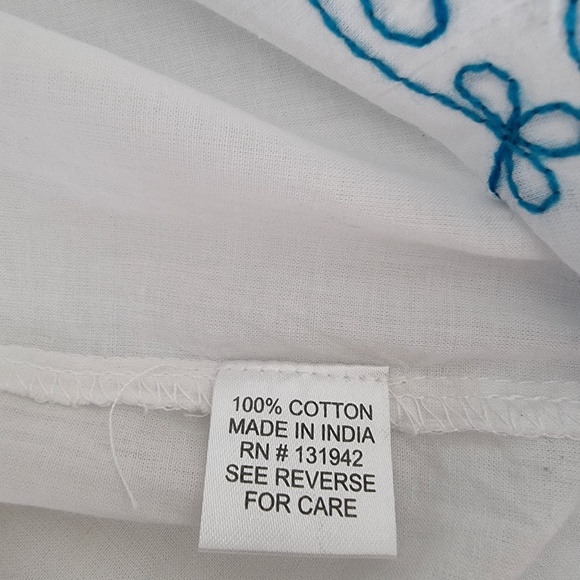 100% COTTON
MADE IN INDIA
RN # 131942
SEE REVERSE
FOR CARE